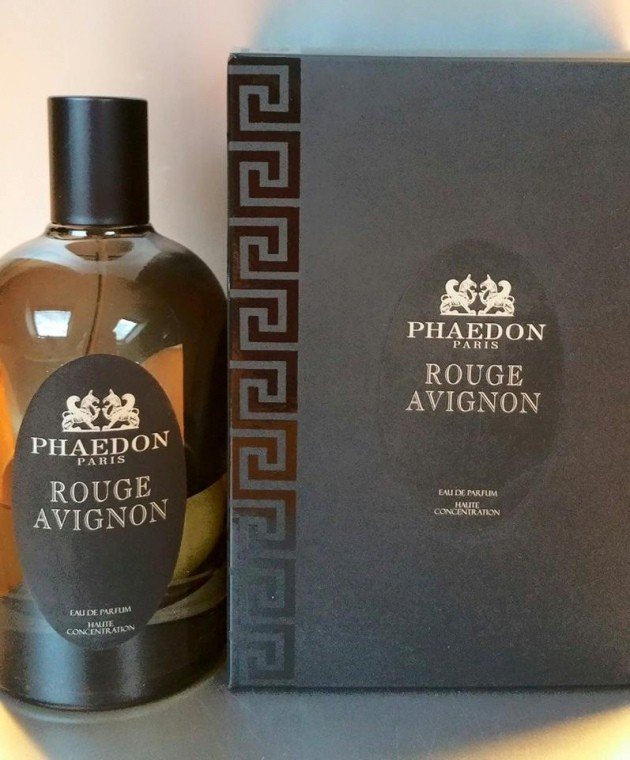 PHAEDON
PARIS
ROUGE
AVIGNON
EAU DE PARFUM
HAUTE
CONCENTRATION
PHAEDON
PARIS
ROUGE
AVIGNON
EAU DE PARFUM
HAUTE
CONCENTRATION